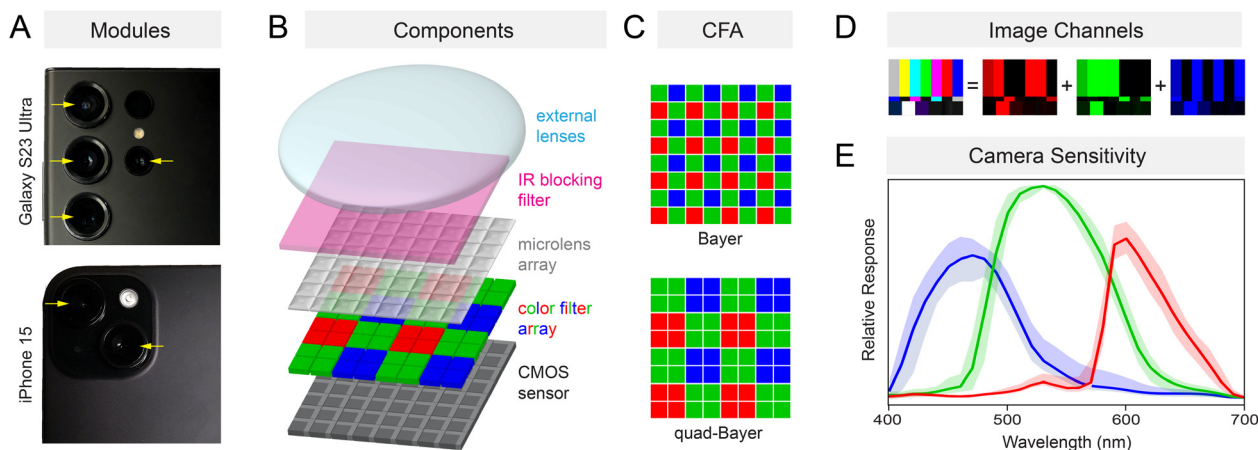 A
Modules
Galaxy S23 Ultra
iPhone 15
B
Components
external
lenses
IR blocking
filter
microlens
array
color filter
array
CMOS
sensor
C
CFA
Bayer
quad-Bayer
D
Image Channels
=
+
+
E
Camera Sensitivity
Relative Response
400
500
600
700
Wavelength (nm)